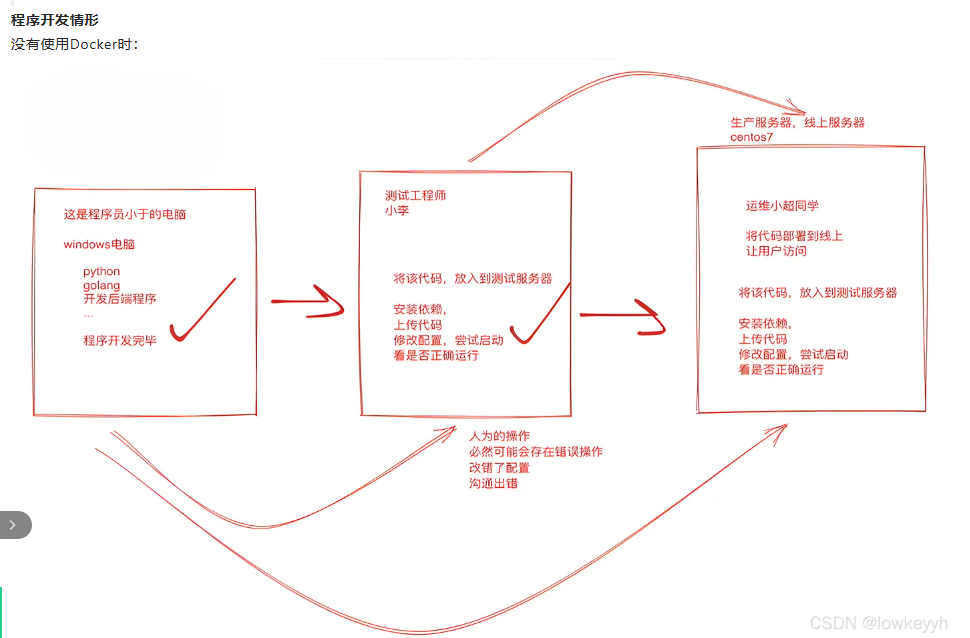 程序开发情形
没有使用Docker时：
这是程序员小于的电脑
windows电脑
python
golang
开发后端程序
...
程序开发完毕
测试工程师
小李
将该代码，放入到测试服务器
安装依赖，
上传代码
修改配置，尝试启动
看是否正确运行
人为的操作
必然可能会存在错误操作
改错了配置
沟通出错
生产服务器，线上服务器
centos7
运维小超同学
将代码部署到线上
让用户访问
将该代码，放入到测试服务器
安装依赖，
上传代码
修改配置，尝试启动
看是否正确运行
CSDN @lowkeyyh